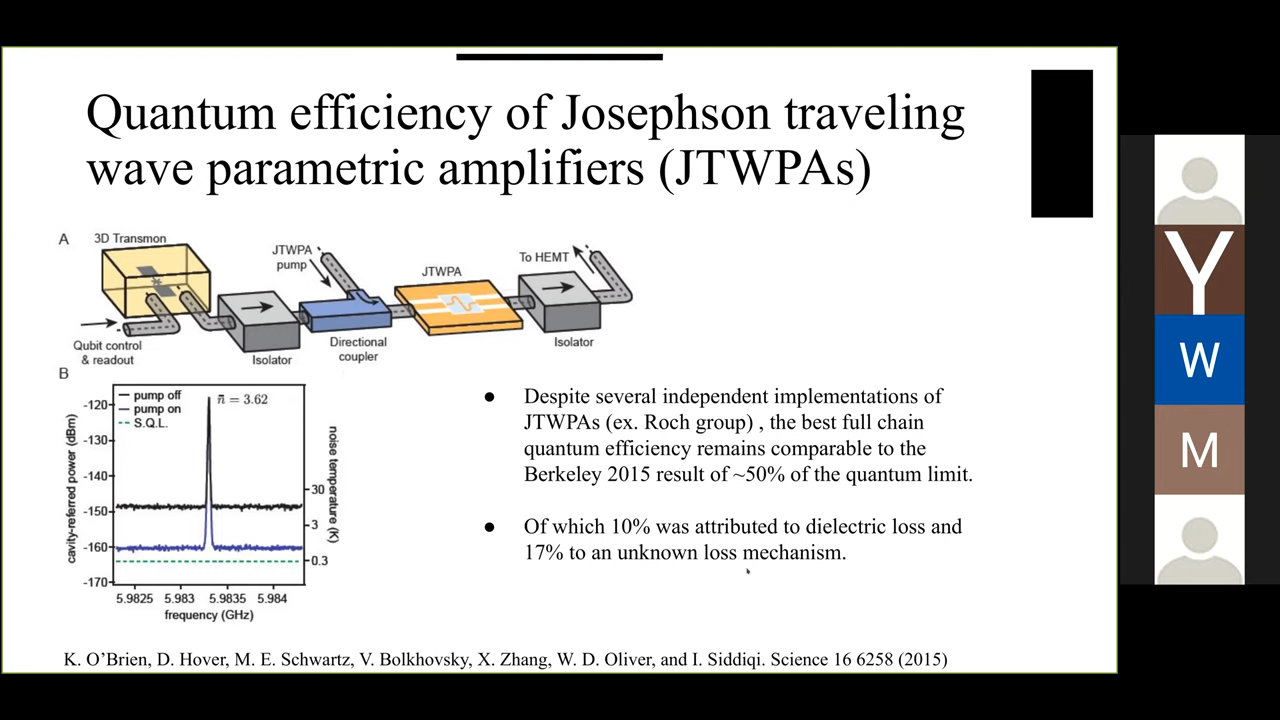 Quantum efficiency of Josephson traveling
wave parametric amplifiers (JTWPAs)
A
3D Transmon
JTWPA
pump
JTWPA
To HEMT
Qubit control
& readout
Isolator
Directional
coupler
Isolator
B
pump off
pump on
S.Q.L.
n̄ = 3.62
cavity-referred power (dBm)
-120
-130
-140
-150
-160
-170
noise temperature (K)
30
3
0.3
5.9825 5.983 5.9835 5.984
frequency (GHz)
● Despite several independent implementations of
JTWPAs (ex. Roch group) , the best full chain
quantum efficiency remains comparable to the
Berkeley 2015 result of ~50% of the quantum limit.
● Of which 10% was attributed to dielectric loss and
17% to an unknown loss mechanism.
K. O’Brien, D. Hover, M. E. Schwartz, V. Bolkhovsky, X. Zhang, W. D. Oliver, and I. Siddiqi. Science 16 6258 (2015)
Y
W
M